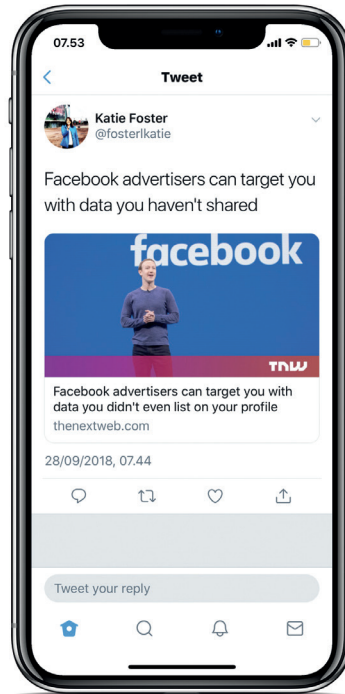 07.53
Tweet
Katie Foster
@fosterlkatie
Facebook advertisers can target you
with data you haven't shared
facebook
TNW
Facebook advertisers can target you with
data you didn't even list on your profile
thenextweb.com
28/09/2018, 07.44
Tweet your reply